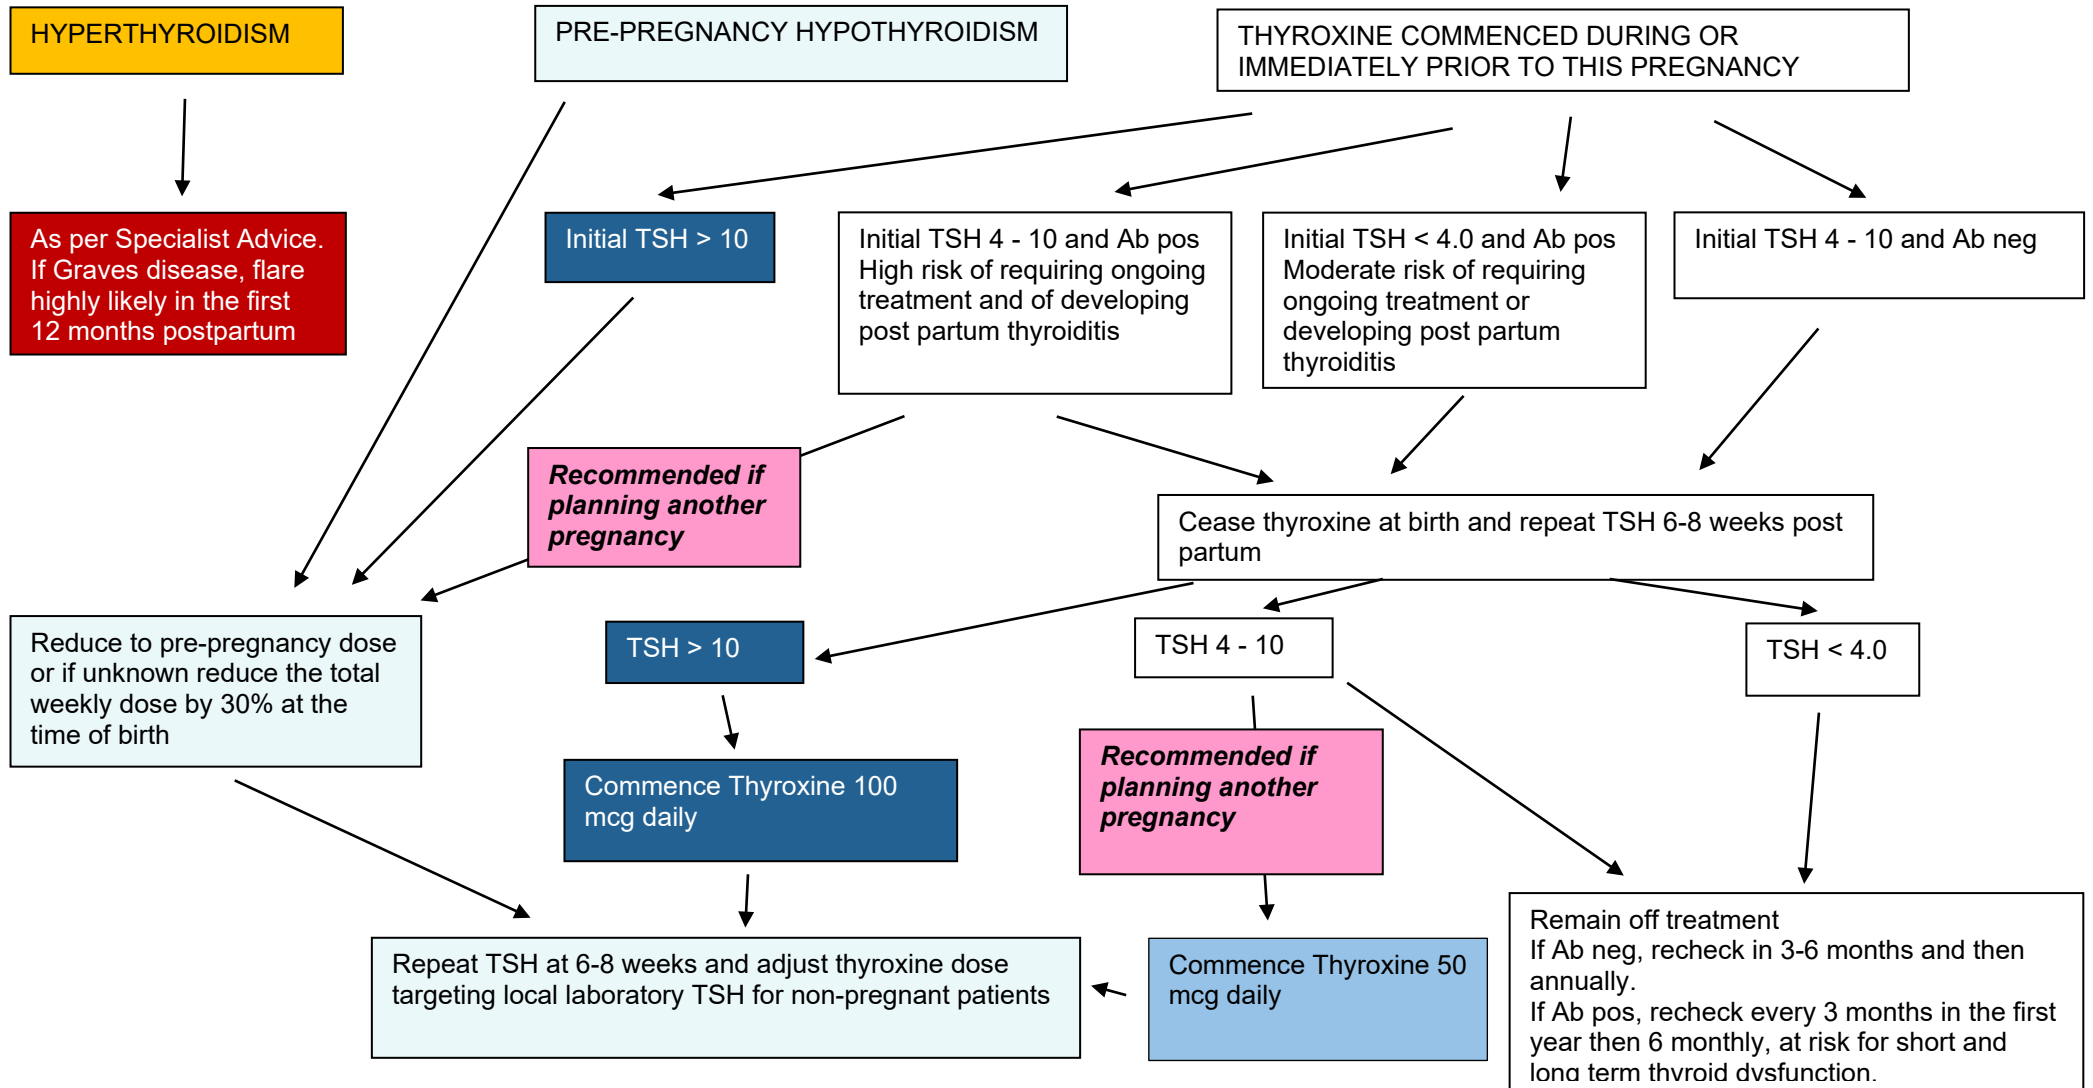 HYPERTHYROIDISM
PRE-PREGNANCY HYPOTHYROIDISM
THYROXINE COMMENCED DURING OR
IMMEDIATELY PRIOR TO THIS PREGNANCY
As per Specialist Advice.
If Graves disease, flare
highly likely in the first
12 months postpartum
Initial TSH > 10
Initial TSH 4 - 10 and Ab pos
High risk of requiring ongoing
treatment and of developing
post partum thyroiditis
Initial TSH < 4.0 and Ab pos
Moderate risk of requiring
ongoing treatment or
developing post partum
thyroiditis
Initial TSH 4 - 10 and Ab neg
Recommended if
planning another
pregnancy
Cease thyroxine at birth and repeat TSH 6-8 weeks post
partum
Reduce to pre-pregnancy dose
or if unknown reduce the total
weekly dose by 30% at the
time of birth
TSH > 10
TSH 4 - 10
TSH < 4.0
Commence Thyroxine 100
mcg daily
Recommended if
planning another
pregnancy
Repeat TSH at 6-8 weeks and adjust thyroxine dose
targeting local laboratory TSH for non-pregnant patients
Commence Thyroxine 50
mcg daily
Remain off treatment
If Ab neg, recheck in 3-6 months and then
annually.
If Ab pos, recheck every 3 months in the first
year then 6 monthly, at risk for short and
long term thyroid dysfunction.